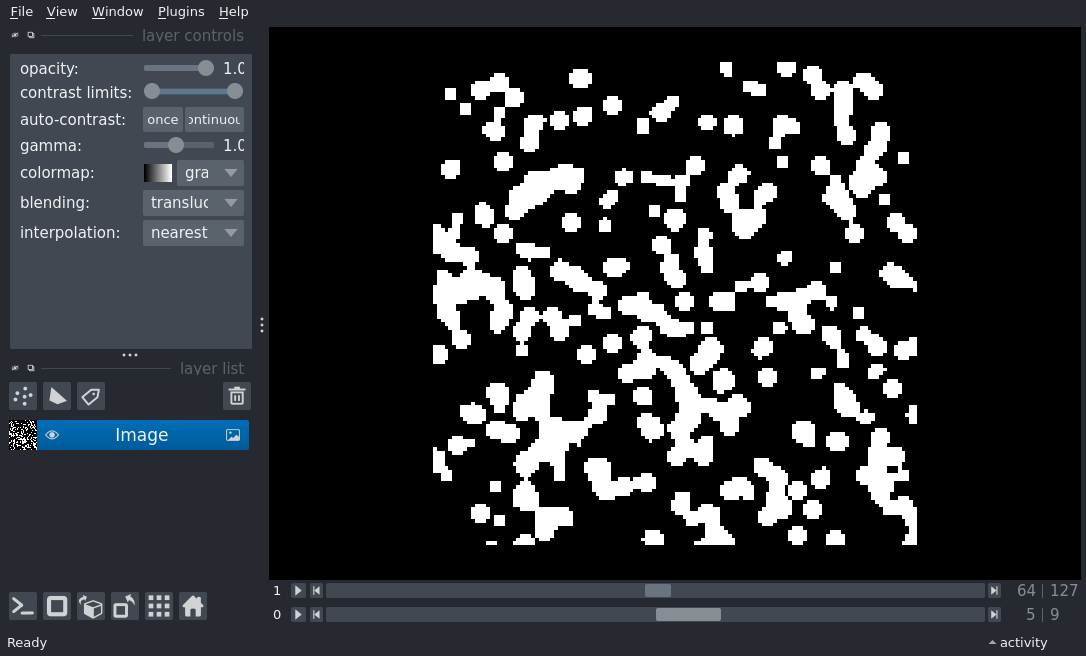 File View Window Plugins Help
layer controls
opacity: 1.0
contrast limits:
auto-contrast: once ontinuou
gamma: 1.0
colormap: gra
blending: transluc
interpolation: nearest
layer list
Image
1 64 | 127
0 5 | 9
Ready activity